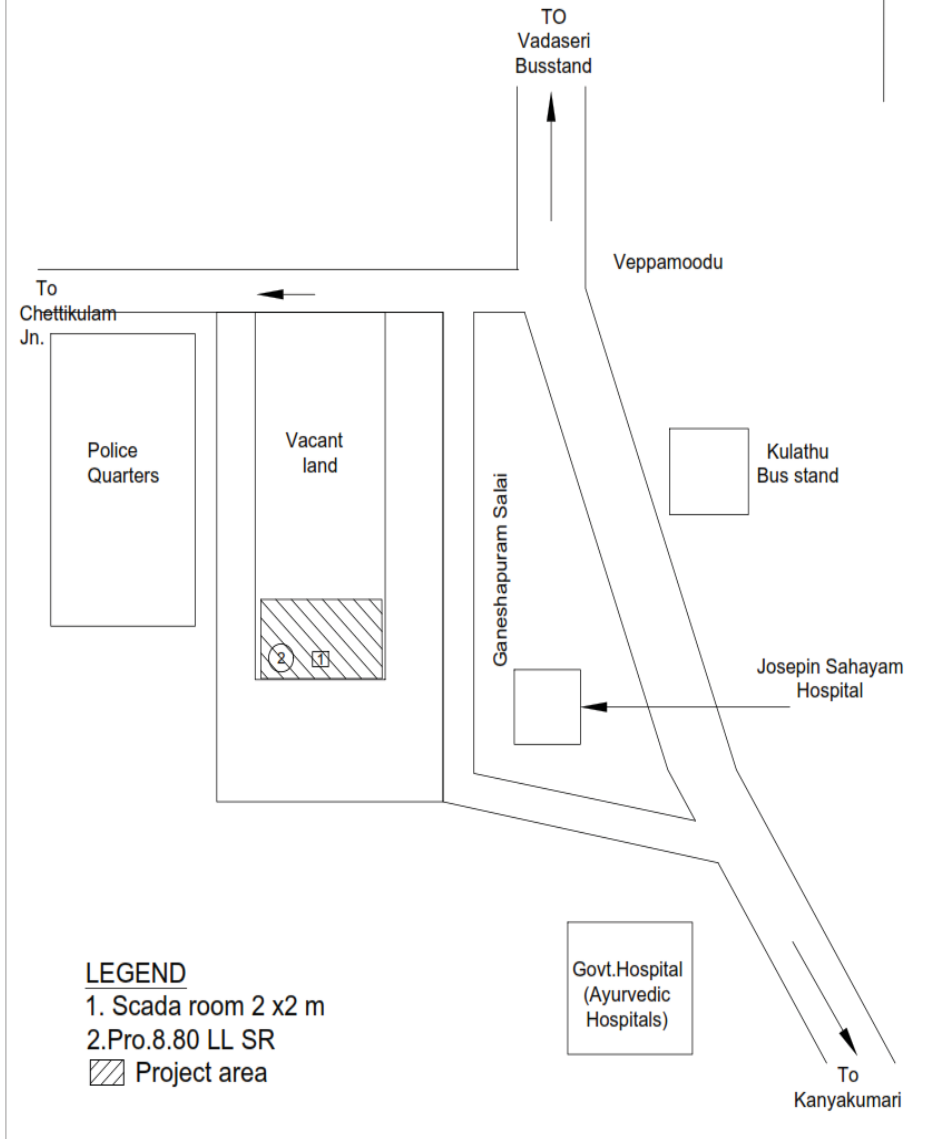 TO
Vadaseri
Busstand
Veppamoodu
To
Chettikulam
Jn.
Police
Quarters
Vacant
land
Ganeshapuram Salai
Kulathu
Bus stand
2
1
Josepin Sahayam
Hospital
Govt.Hospital
(Ayurvedic
Hospitals)
LEGEND
1. Scada room 2 x2 m
2.Pro.8.80 LL SR
Project area
To
Kanyakumari